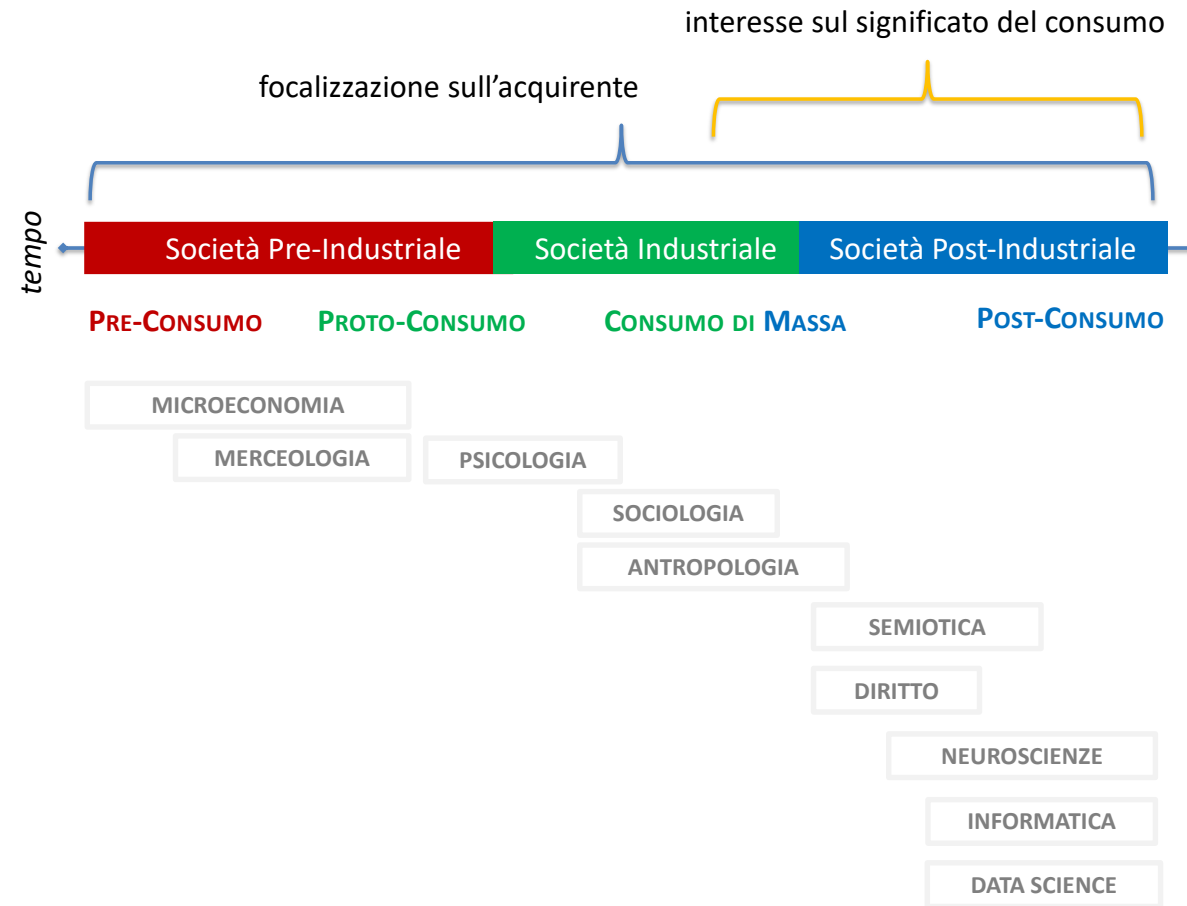 interesse sul significato del consumo
focalizzazione sull’acquirente
tempo
Società Pre-Industriale Società Industriale Società Post-Industriale
PRE-CONSUMO PROTO-CONSUMO CONSUMO DI MASSA POST-CONSUMO
MICROECONOMIA
MERCEOLOGIA PSICOLOGIA
SOCIOLOGIA
ANTROPOLOGIA
SEMIOTICA
DIRITTO
NEUROSCIENZE
INFORMATICA
DATA SCIENCE